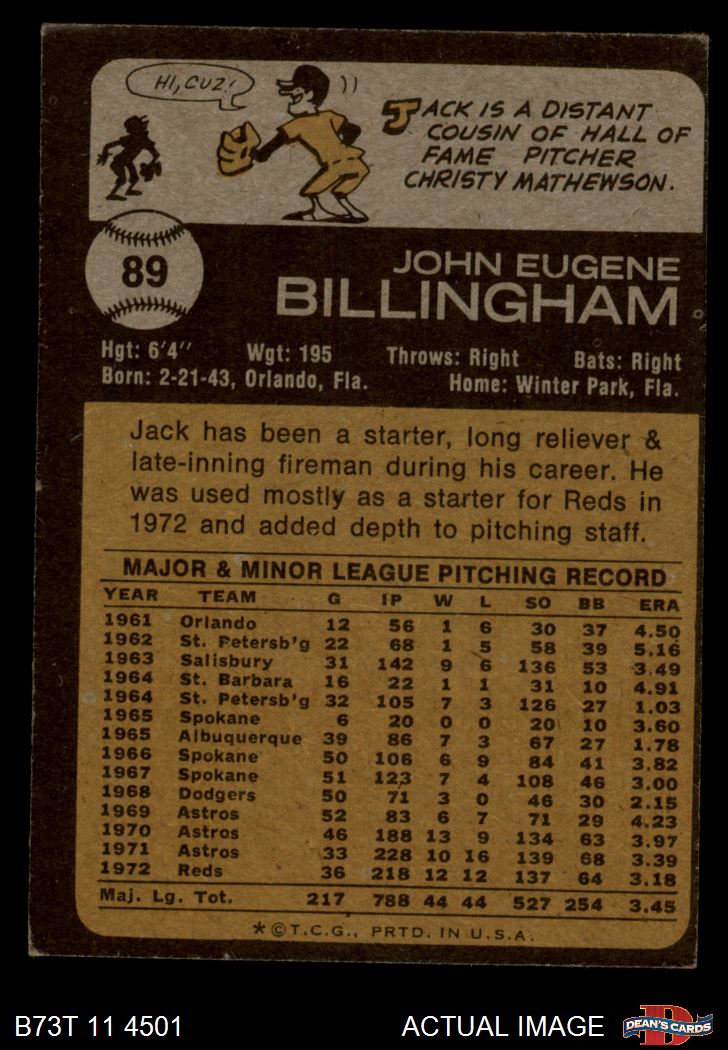 HI, CUZ!
JACK IS A DISTANT
COUSIN OF HALL OF
FAME PITCHER
CHRISTY MATHEWSON.
89
JOHN EUGENE
BILLINGHAM
Hgt: 6'4" Wgt: 195 Throws: Right Bats: Right
Born: 2-21-43, Orlando, Fla. Home: Winter Park, Fla.
Jack has been a starter, long reliever &
late-inning fireman during his career. He
was used mostly as a starter for Reds in
1972 and added depth to pitching staff.
MAJOR & MINOR LEAGUE PITCHING RECORD
YEAR TEAM G IP W L SO BB ERA
1961 Orlando 12 56 1 6 30 37 4.50
1962 St. Petersb'g 22 68 1 5 58 39 5.16
1963 Salisbury 31 142 9 6 136 53 3.49
1964 St. Barbara 16 22 1 1 31 10 4.91
1964 St. Petersb'g 32 105 7 3 126 27 1.03
1965 Spokane 6 20 0 0 20 10 3.60
1965 Albuquerque 39 86 7 3 67 27 1.78
1966 Spokane 50 106 6 9 84 41 3.82
1967 Spokane 51 123 7 4 108 46 3.00
1968 Dodgers 50 71 3 0 46 30 2.15
1969 Astros 52 83 6 7 71 29 4.23
1970 Astros 46 188 13 9 134 63 3.97
1971 Astros 33 228 10 16 139 68 3.39
1972 Reds 36 218 12 12 137 64 3.18
Maj. Lg. Tot. 217 788 44 44 527 254 3.45
*©T.C.G., PRTD. IN U.S.A.
B73T 11 4501 ACTUAL IMAGE D DEAN'S CARDS